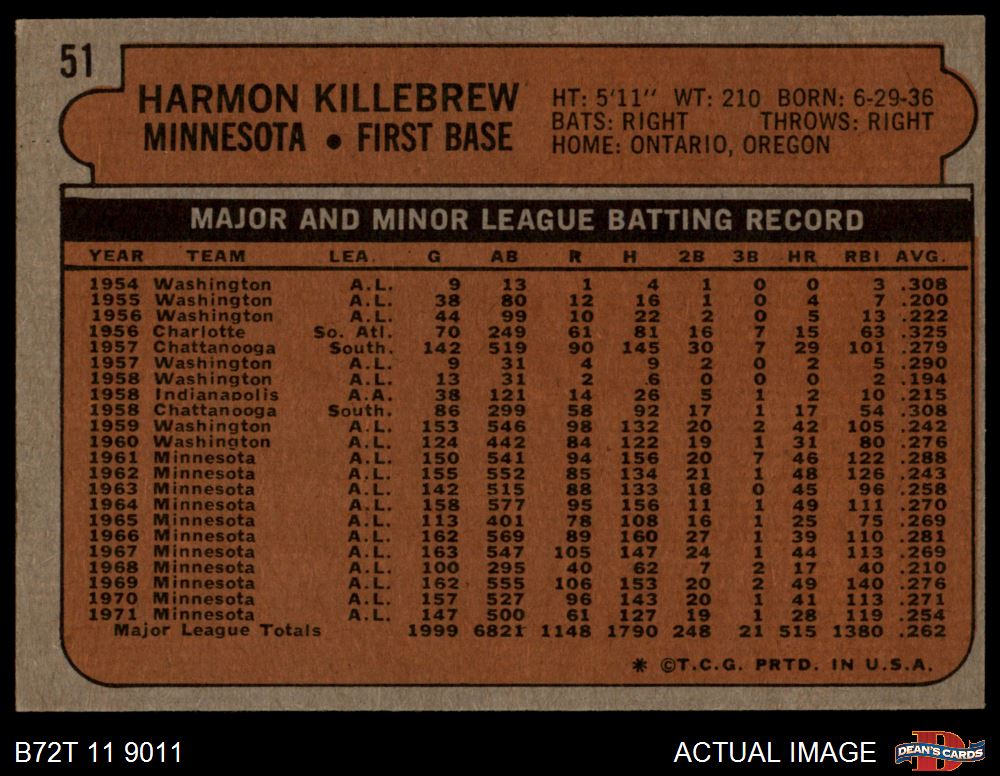 51
HARMON KILLEBREW
MINNESOTA • FIRST BASE
HT: 5'11" WT: 210 BORN: 6-29-36
BATS: RIGHT THROWS: RIGHT
HOME: ONTARIO, OREGON
MAJOR AND MINOR LEAGUE BATTING RECORD
YEAR TEAM LEA. G AB R H 2B 3B HR RBI AVG.
1954 Washington A.L. 9 13 1 4 1 0 0 3 .308
1955 Washington A.L. 38 80 12 16 1 0 4 7 .200
1956 Washington A.L. 44 99 10 22 2 0 5 13 .222
1956 Charlotte So. Atl. 70 249 61 81 16 7 15 63 .325
1957 Chattanooga South. 142 519 90 145 30 7 29 101 .279
1957 Washington A.L. 9 31 4 9 2 0 2 5 .290
1958 Washington A.L. 13 31 2 .6 0 0 0 2 .194
1958 Indianapolis A.A. 38 121 14 26 5 1 2 10 .215
1958 Chattanooga South. 86 299 58 92 17 1 17 54 .308
1959 Washington A.L. 153 546 98 132 20 2 42 105 .242
1960 Washington A.L. 124 442 84 122 19 1 31 80 .276
1961 Minnesota A.L. 150 541 94 156 20 7 46 122 .288
1962 Minnesota A.L. 155 552 85 134 21 1 48 126 .243
1963 Minnesota A.L. 142 515 88 133 18 0 45 96 .258
1964 Minnesota A.L. 158 577 95 156 11 1 49 111 .270
1965 Minnesota A.L. 113 401 78 108 16 1 25 75 .269
1966 Minnesota A.L. 162 569 89 160 27 1 39 110 .281
1967 Minnesota A.L. 163 547 105 147 24 1 44 113 .269
1968 Minnesota A.L. 100 295 40 62 7 2 17 40 .210
1969 Minnesota A.L. 162 555 106 153 20 2 49 140 .276
1970 Minnesota A.L. 157 527 96 143 20 1 41 113 .271
1971 Minnesota A.L. 147 500 61 127 19 1 28 119 .254
Major League Totals 1999 6821 1148 1790 248 21 515 1380 .262
* ©T.C.G. PRTD. IN U.S.A.
B72T 11 9011
ACTUAL IMAGE
D
DEAN'S CARDS